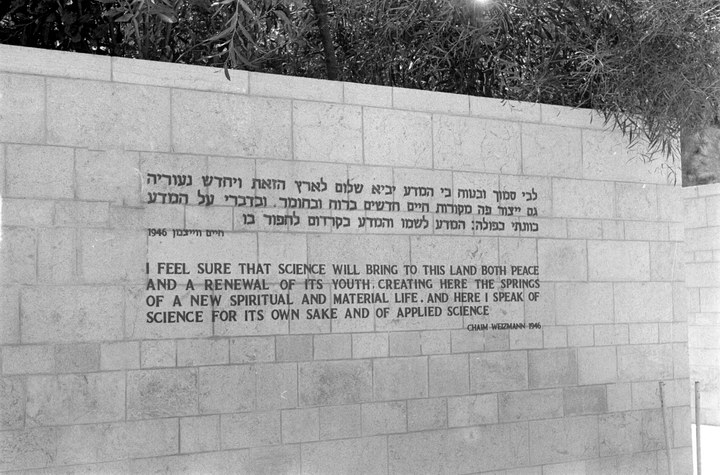 לבי סמוך ובטוח כי המדע יביא שלום לארץ הזאת ויחדש נעוריה
גם ייצור פה מקורות חיים חדשים ברוח ובחומר. ובדברי על המדע
כוונתי כפולה: המדע לשמו והמדע כקרדום לחפור בו
חיים וייצמן 1946
I FEEL SURE THAT SCIENCE WILL BRING TO THIS LAND BOTH PEACE
AND A RENEWAL OF ITS YOUTH. CREATING HERE THE SPRINGS
OF A NEW SPIRITUAL AND MATERIAL LIFE. AND HERE I SPEAK OF
SCIENCE FOR ITS OWN SAKE AND OF APPLIED SCIENCE
CHAIM WEIZMANN 1946